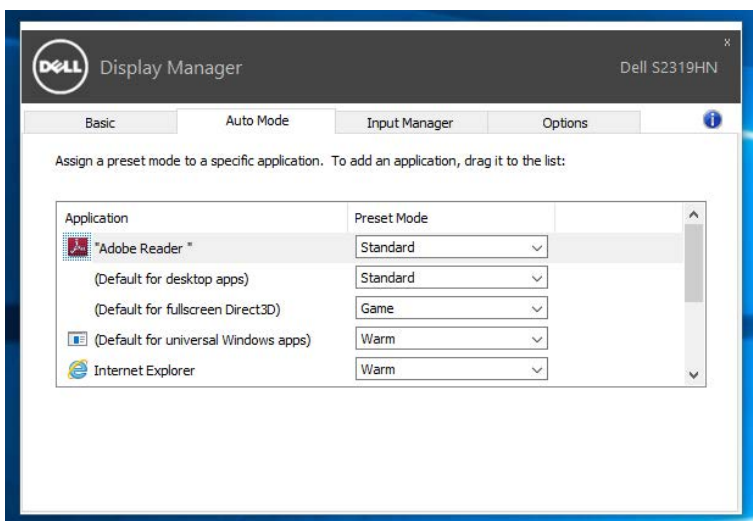 DELL Display Manager
x
Dell S2319HN
Basic Auto Mode Input Manager Options
Assign a preset mode to a specific application. To add an application, drag it to the list:
Application Preset Mode
"Adobe Reader " Standard
(Default for desktop apps) Standard
(Default for fullscreen Direct3D) Game
(Default for universal Windows apps) Warm
Internet Explorer Warm